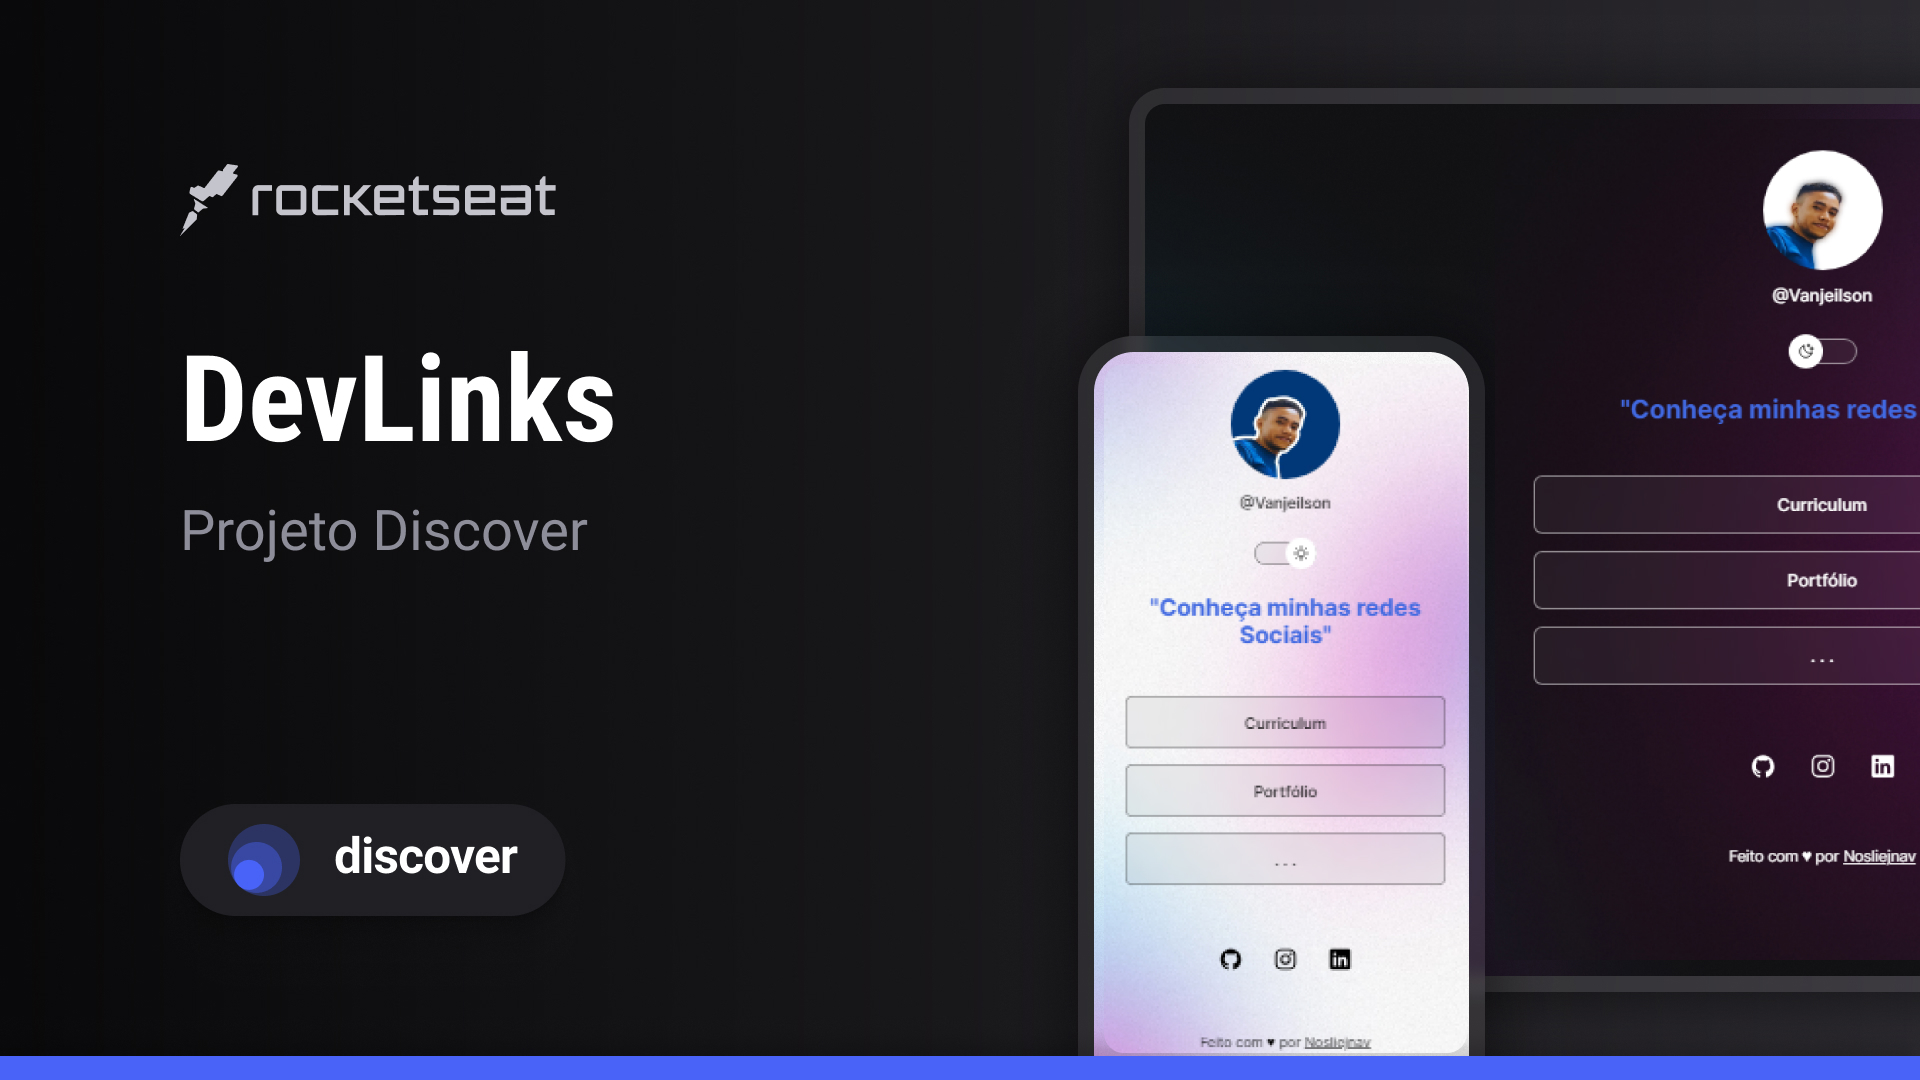 rocketseat
DevLinks
Projeto Discover
discover
@Vanjeilson
"Conheça minhas redes
Sociais"
Curriculum
Portfólio
...
Feito com ♥ por Nosliejnav
@Vanjeilson
"Conheça minhas redes
Curriculum
Portfólio
...
Feito com ♥ por Nosliejnav